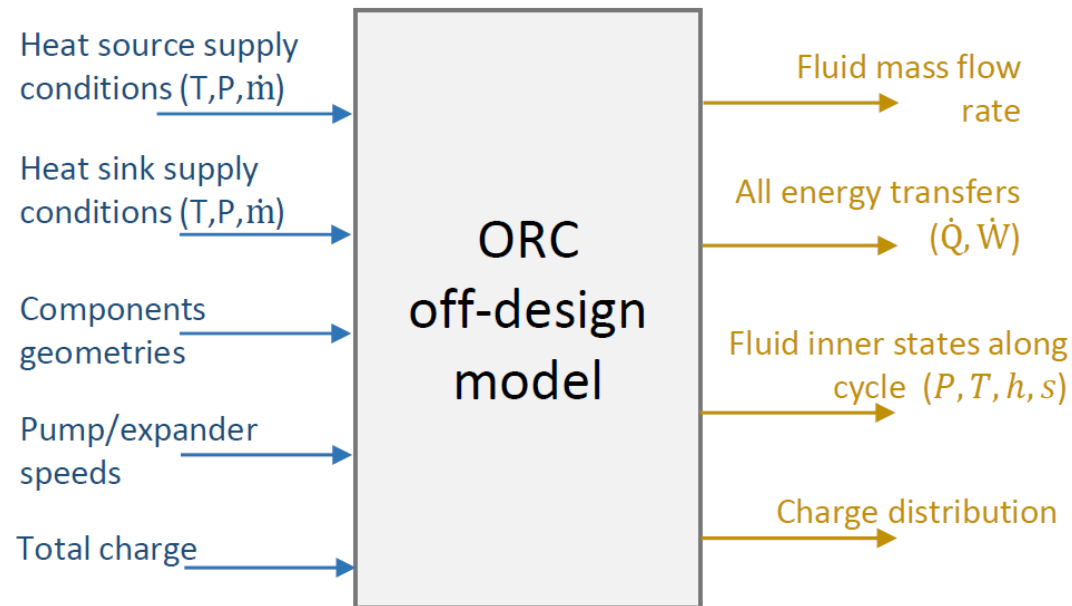 Heat source supply
conditions (T,P,ṁ)
Heat sink supply
conditions (T,P,ṁ)
Components
geometries
Pump/expander
speeds
Total charge
ORC
off-design
model
Fluid mass flow
rate
All energy transfers
(Q̇, Ẇ)
Fluid inner states along
cycle (P, T, h, s)
Charge distribution